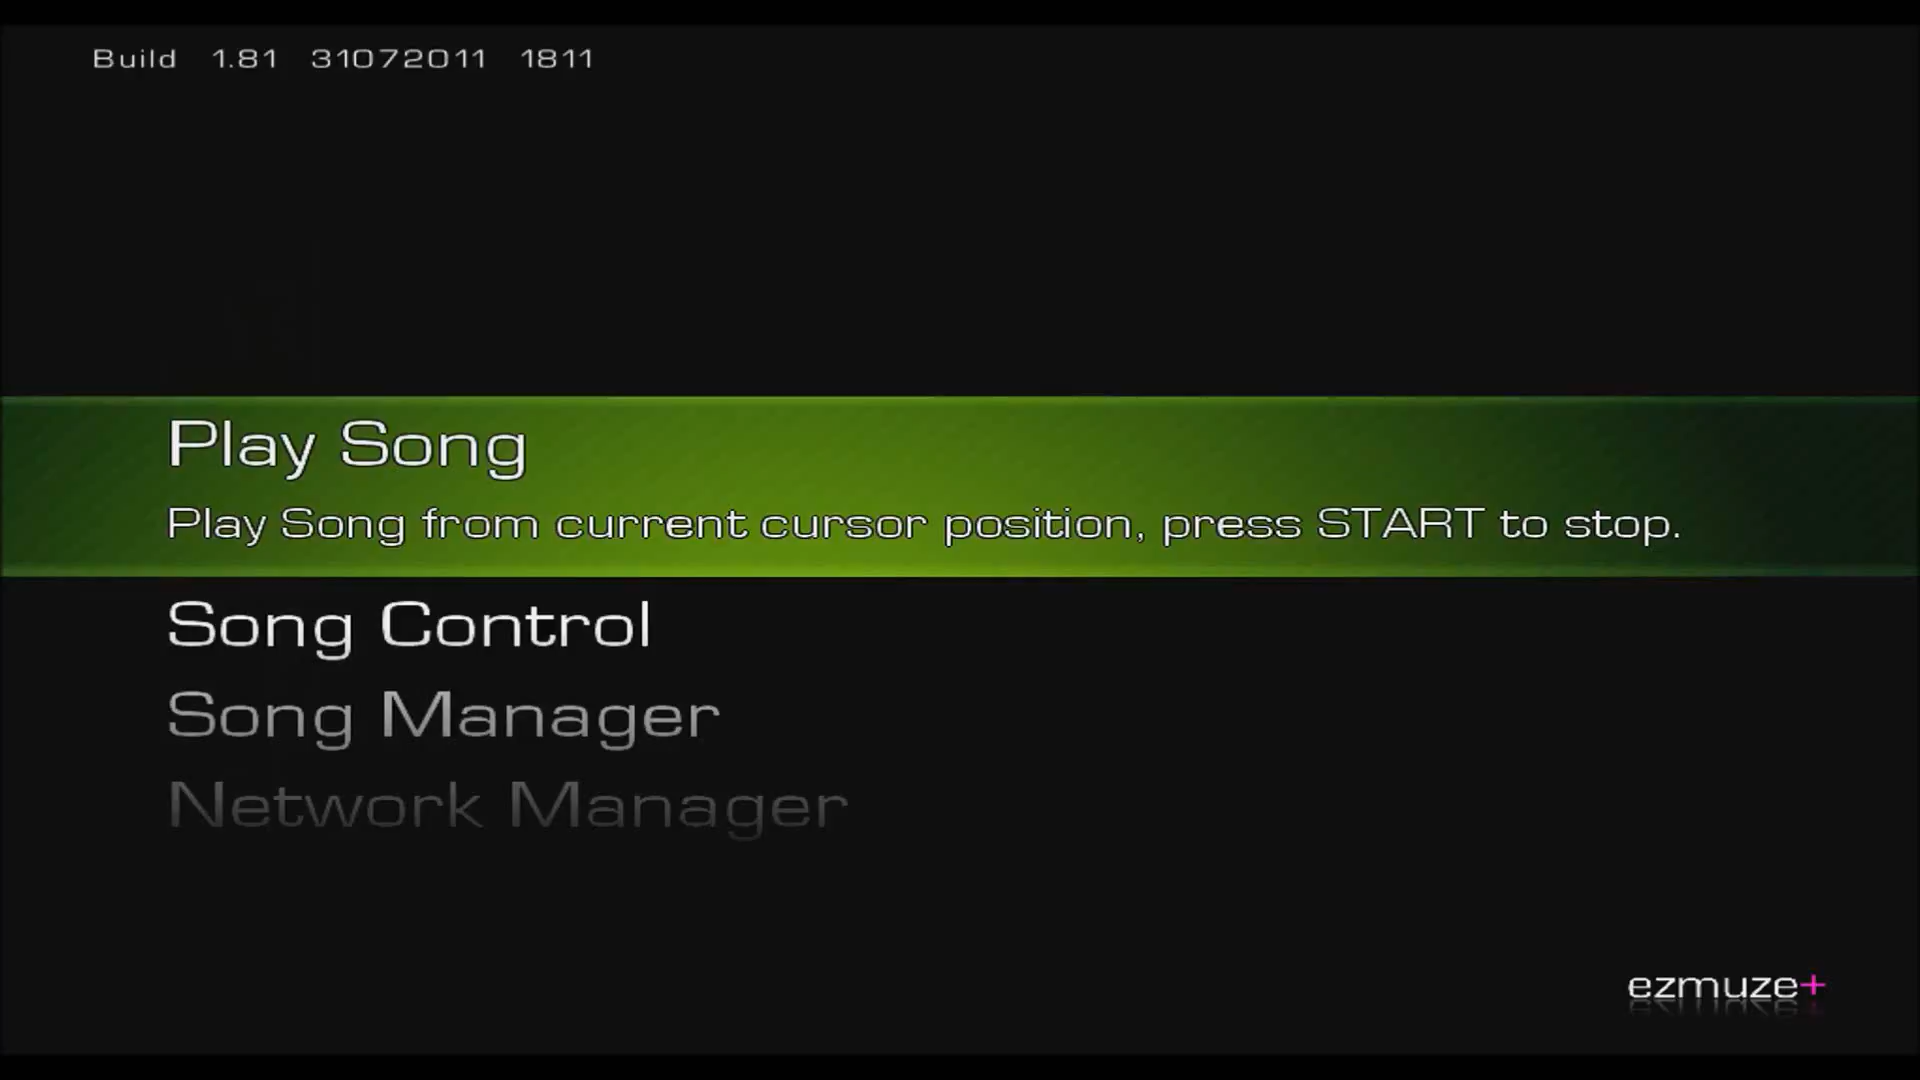 Build 1.81 31072011 1811
Play Song
Play Song from current cursor position, press START to stop.
Song Control
Song Manager
Network Manager
ezmuze+